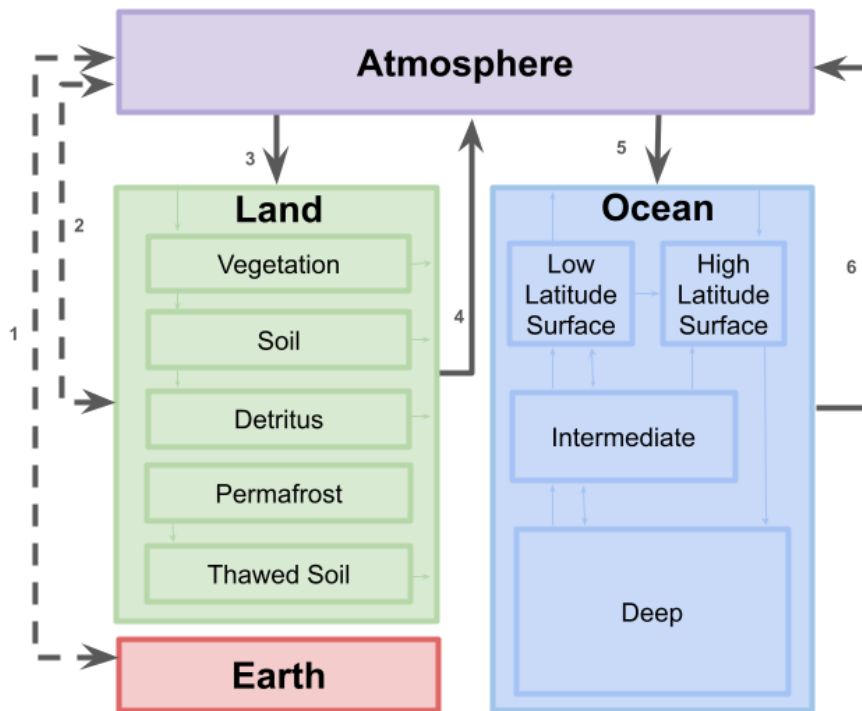 Atmosphere
3
5
2
Land
Ocean
Vegetation
Low
Latitude
Surface
High
Latitude
Surface
6
1
Soil
4
Detritus
Intermediate
Permafrost
Thawed Soil
Deep
Earth